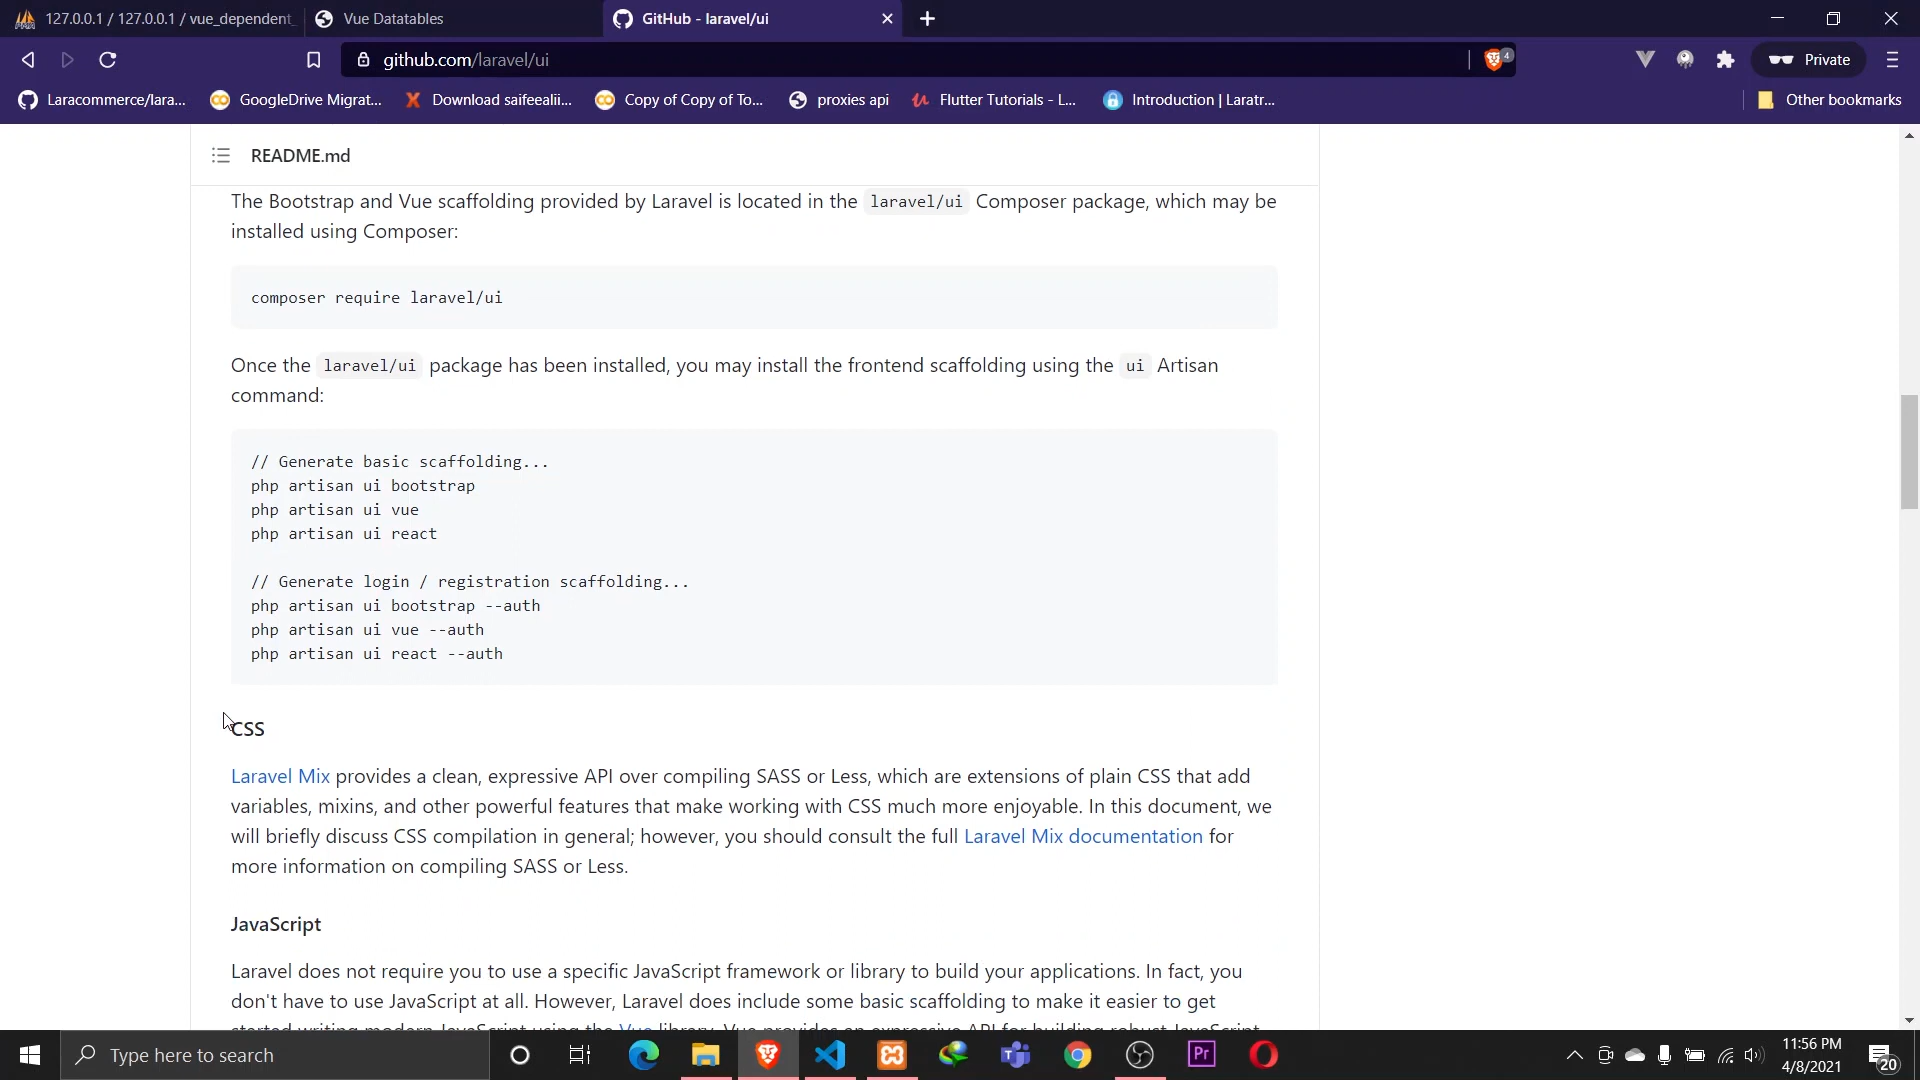 127.0.0.1 / 127.0.0.1 / vue_dependent_
Vue Datatables
GitHub - laravel/ui
github.com/laravel/ui
4
Private
Laracommerce/lara...
GoogleDrive Migrat...
Download saifeealii...
Copy of Copy of To...
proxies api
Flutter Tutorials - L...
Introduction | Laratr...
Other bookmarks
README.md
The Bootstrap and Vue scaffolding provided by Laravel is located in the laravel/ui Composer package, which may be
installed using Composer:
composer require laravel/ui
Once the laravel/ui package has been installed, you may install the frontend scaffolding using the ui Artisan
command:
// Generate basic scaffolding...
php artisan ui bootstrap
php artisan ui vue
php artisan ui react
// Generate login / registration scaffolding...
php artisan ui bootstrap --auth
php artisan ui vue --auth
php artisan ui react --auth
CSS
Laravel Mix provides a clean, expressive API over compiling SASS or Less, which are extensions of plain CSS that add
variables, mixins, and other powerful features that make working with CSS much more enjoyable. In this document, we
will briefly discuss CSS compilation in general; however, you should consult the full Laravel Mix documentation for
more information on compiling SASS or Less.
JavaScript
Laravel does not require you to use a specific JavaScript framework or library to build your applications. In fact, you
don't have to use JavaScript at all. However, Laravel does include some basic scaffolding to make it easier to get
started writing modern JavaScript using the Vue library. Vue provides an expressive API for building robust JavaScript
Type here to search
Pr
11:56 PM
4/8/2021
20